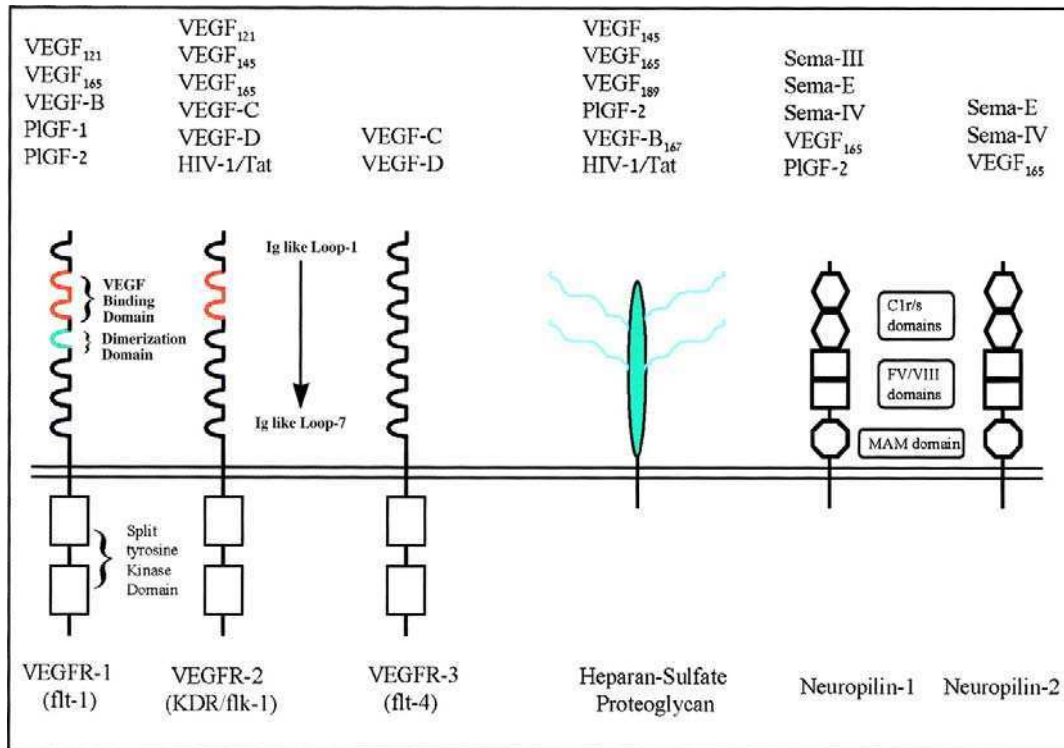 VEGF₁₂₁
VEGF₁₆₅
VEGF-B
PlGF-1
PlGF-2
VEGF₁₂₁
VEGF₁₄₅
VEGF₁₆₅
VEGF-C
VEGF-D
HIV-1/Tat
VEGF-C
VEGF-D
VEGF₁₄₅
VEGF₁₆₅
VEGF₁₈₉
PlGF-2
VEGF-B₁₆₇
HIV-1/Tat
Sema-III
Sema-E
Sema-IV
VEGF₁₆₅
PlGF-2
Sema-E
Sema-IV
VEGF₁₆₅
VEGF
Binding
Domain
Dimerization
Domain
Ig like Loop-1
Ig like Loop-7
C1r/s
domains
FV/VIII
domains
MAM domain
Split
tyrosine
Kinase
Domain
VEGFR-1
(flt-1)
VEGFR-2
(KDR/flk-1)
VEGFR-3
(flt-4)
Heparan-Sulfate
Proteoglycan
Neuropilin-1
Neuropilin-2